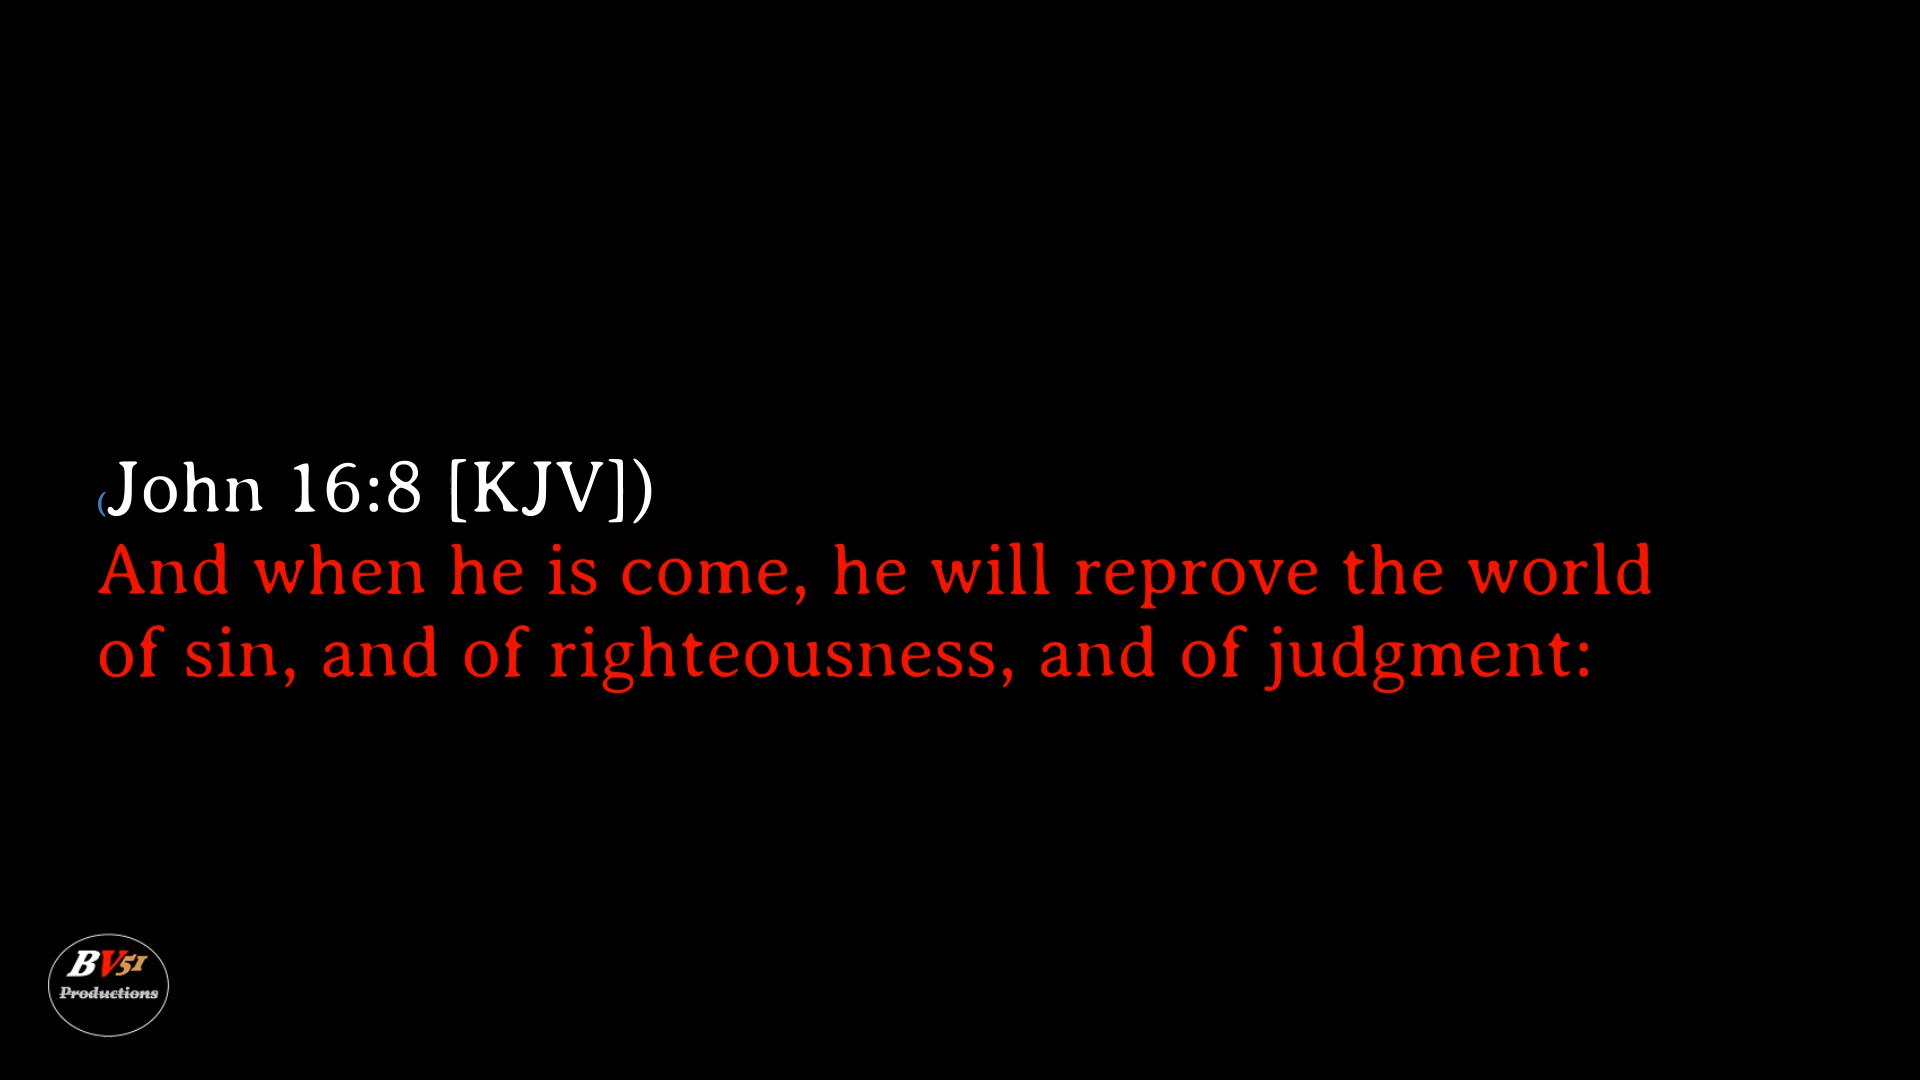 (John 16:8 [KJV])
And when he is come, he will reprove the world
of sin, and of righteousness, and of judgment:
BV51
Productions